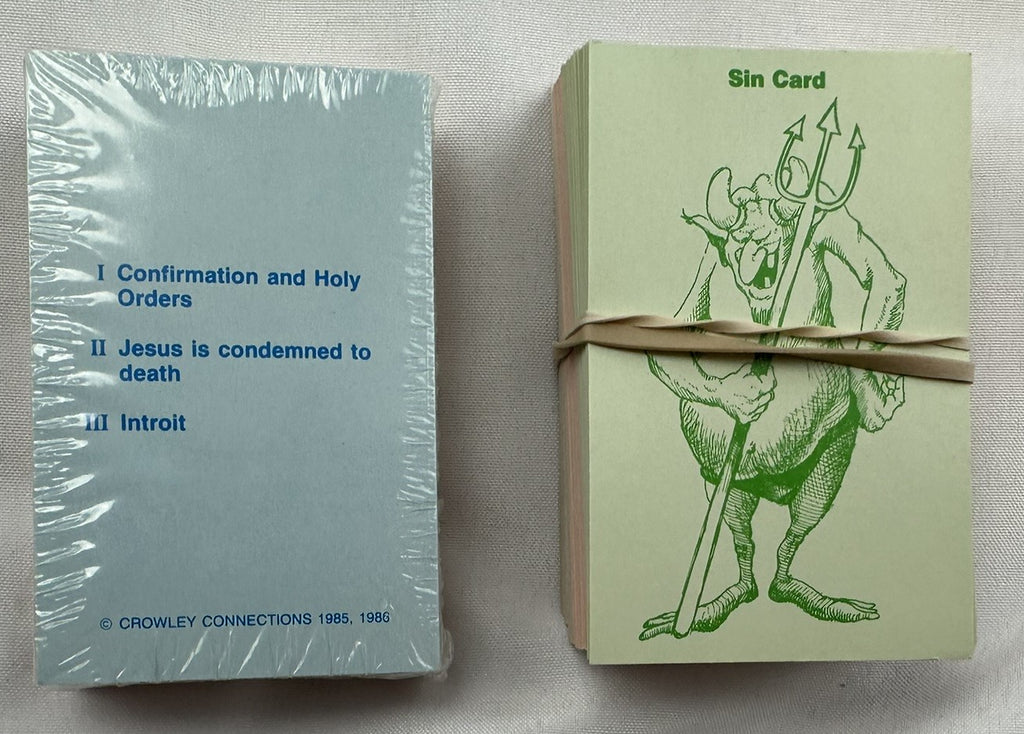 I Confirmation and Holy
Orders
II Jesus is condemned to
death
III Introit
© CROWLEY CONNECTIONS 1985, 1986
Sin Card